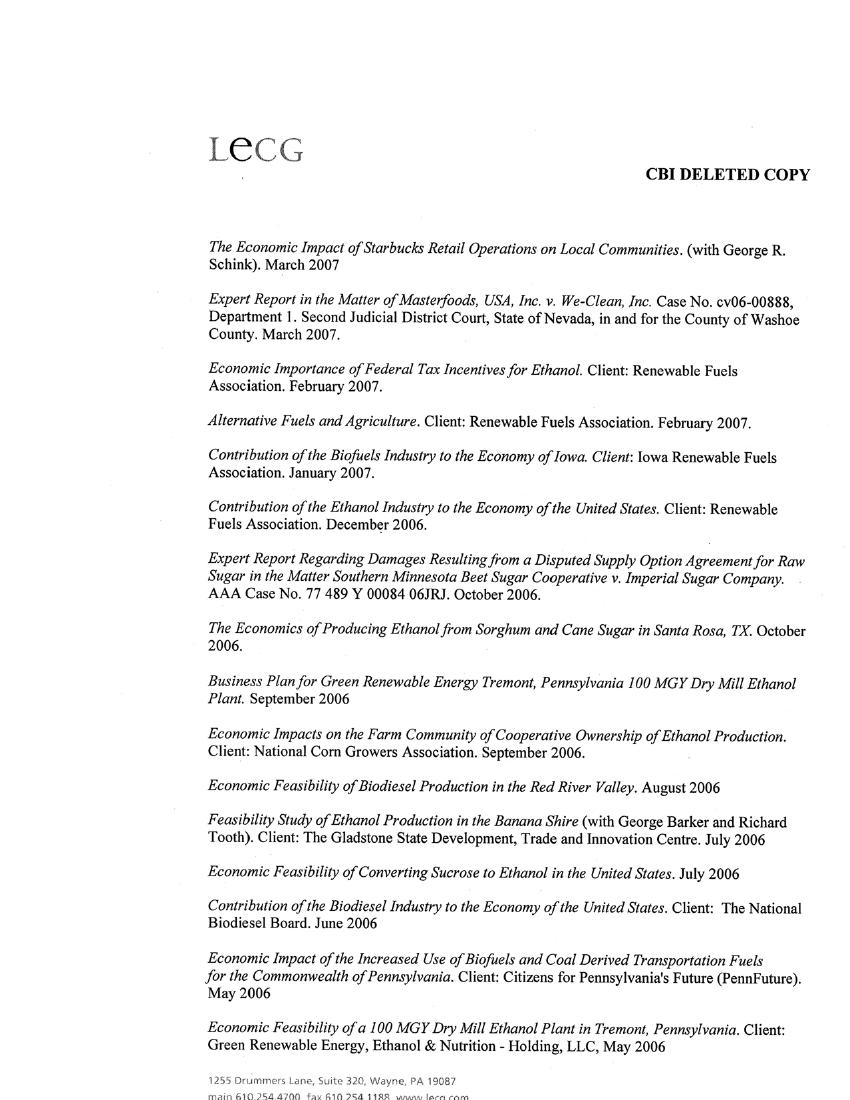 LECG
CBI DELETED COPY
The Economic Impact of Starbucks Retail Operations on Local Communities. (with George R.
Schink). March 2007
Expert Report in the Matter of Masterfoods, USA, Inc. v. We-Clean, Inc. Case No. cv06-00888,
Department 1. Second Judicial District Court, State of Nevada, in and for the County of Washoe
County. March 2007.
Economic Importance of Federal Tax Incentives for Ethanol. Client: Renewable Fuels
Association. February 2007.
Alternative Fuels and Agriculture. Client: Renewable Fuels Association. February 2007.
Contribution of the Biofuels Industry to the Economy of Iowa. Client: Iowa Renewable Fuels
Association. January 2007.
Contribution of the Ethanol Industry to the Economy of the United States. Client: Renewable
Fuels Association. December 2006.
Expert Report Regarding Damages Resulting from a Disputed Supply Option Agreement for Raw
Sugar in the Matter Southern Minnesota Beet Sugar Cooperative v. Imperial Sugar Company.
AAA Case No. 77 489 Y 00084 06JRJ. October 2006.
The Economics of Producing Ethanol from Sorghum and Cane Sugar in Santa Rosa, TX. October
2006.
Business Plan for Green Renewable Energy Tremont, Pennsylvania 100 MGY Dry Mill Ethanol
Plant. September 2006
Economic Impacts on the Farm Community of Cooperative Ownership of Ethanol Production.
Client: National Corn Growers Association. September 2006.
Economic Feasibility of Biodiesel Production in the Red River Valley. August 2006
Feasibility Study of Ethanol Production in the Banana Shire (with George Barker and Richard
Tooth). Client: The Gladstone State Development, Trade and Innovation Centre. July 2006
Economic Feasibility of Converting Sucrose to Ethanol in the United States. July 2006
Contribution of the Biodiesel Industry to the Economy of the United States. Client: The National
Biodiesel Board. June 2006
Economic Impact of the Increased Use of Biofuels and Coal Derived Transportation Fuels
for the Commonwealth of Pennsylvania. Client: Citizens for Pennsylvania's Future (PennFuture).
May 2006
Economic Feasibility of a 100 MGY Dry Mill Ethanol Plant in Tremont, Pennsylvania. Client:
Green Renewable Energy, Ethanol & Nutrition - Holding, LLC, May 2006
1255 Drummers Lane, Suite 320, Wayne, PA 19087
main 610.254.4700 fax 610.254.1188 www.lecg.com